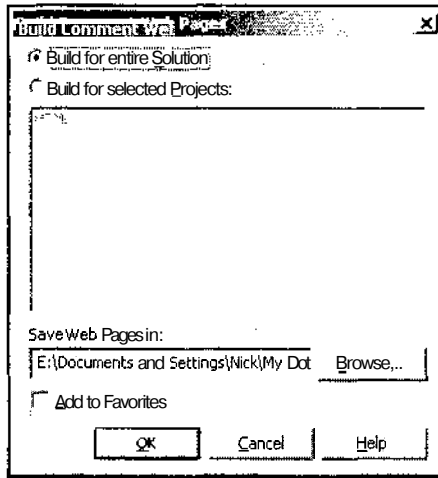 Build Comment Web Pages
Build for entire Solution
Build for selected Projects:
Save Web Pages in:
E:\Documents and Settings\Nick\My Dot
Browse,..
Add to Favorites
OK Cancel Help